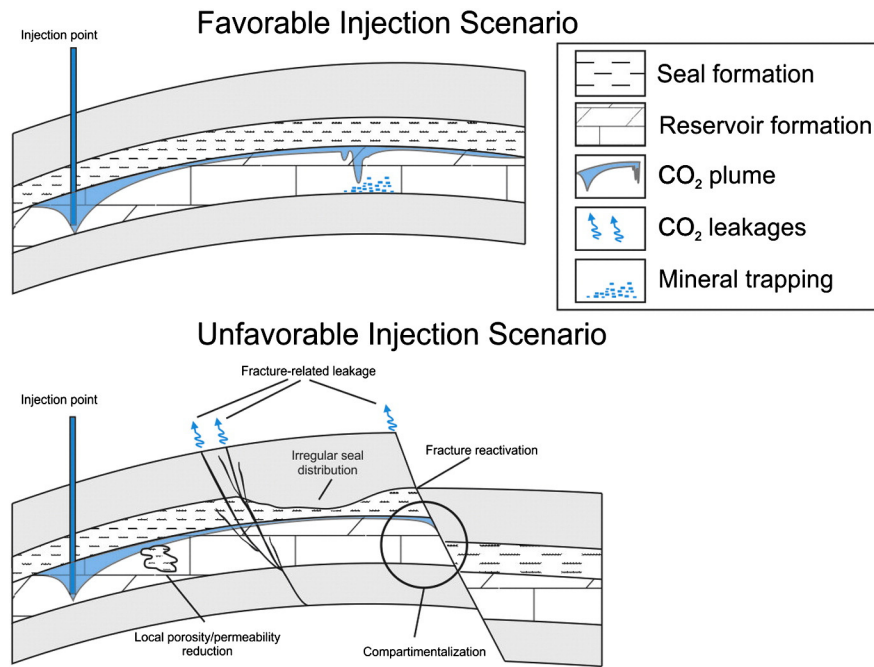 Favorable Injection Scenario
Injection point
Seal formation
Reservoir formation
CO₂ plume
CO₂ leakages
Mineral trapping
Unfavorable Injection Scenario
Fracture-related leakage
Injection point
Fracture reactivation
Irregular seal
distribution
Local porosity/permeability
reduction
Compartimentalization